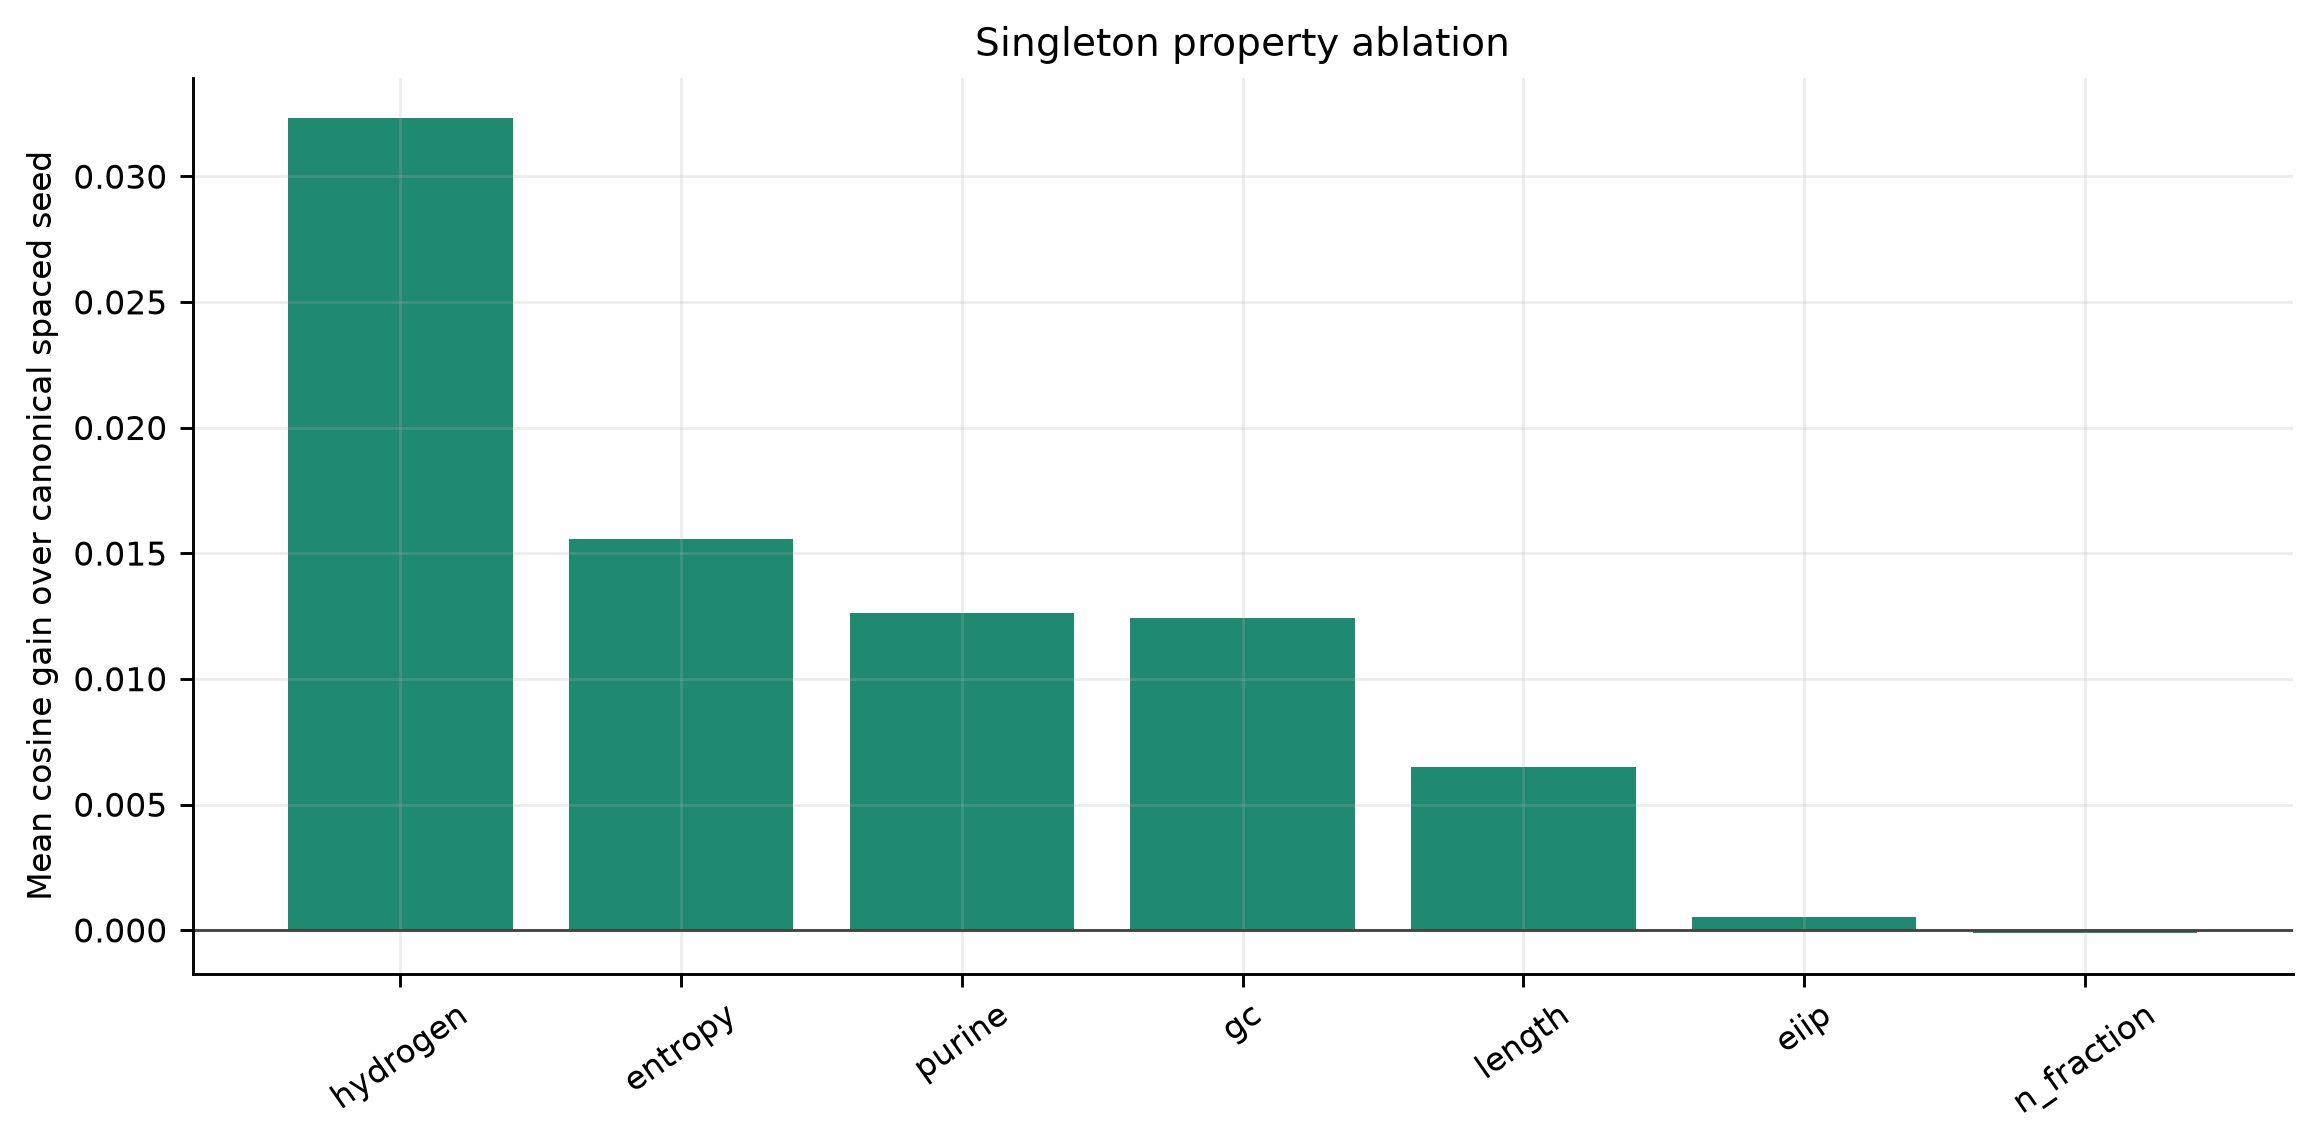 Singleton property ablation
Mean cosine gain over canonical spaced seed
0.030
0.025
0.020
0.015
0.010
0.005
0.000
hydrogen
entropy
purine
gc
length
eiip
n_fraction